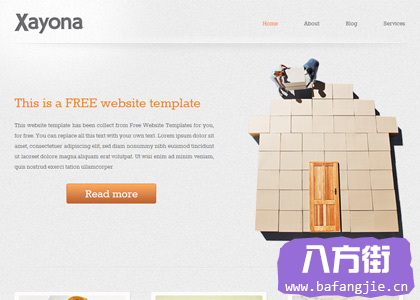 Xayona
Home About Blog Services
This is a FREE website template
This website template has been collect from Free Website Templates for you,
for free. You can replace all this text with your own text. Lorem ipsum dolor sit
amet, consectetuer adipiscing elit, sed diam nonummy nibh euismod tincidunt
ut laoreet dolore magna aliquam erat volutpat. Ut wisi enim ad minim veniam,
quis nostrud exerci tation ullamcorper.
Read more
八方街
www.bafangjie.cn